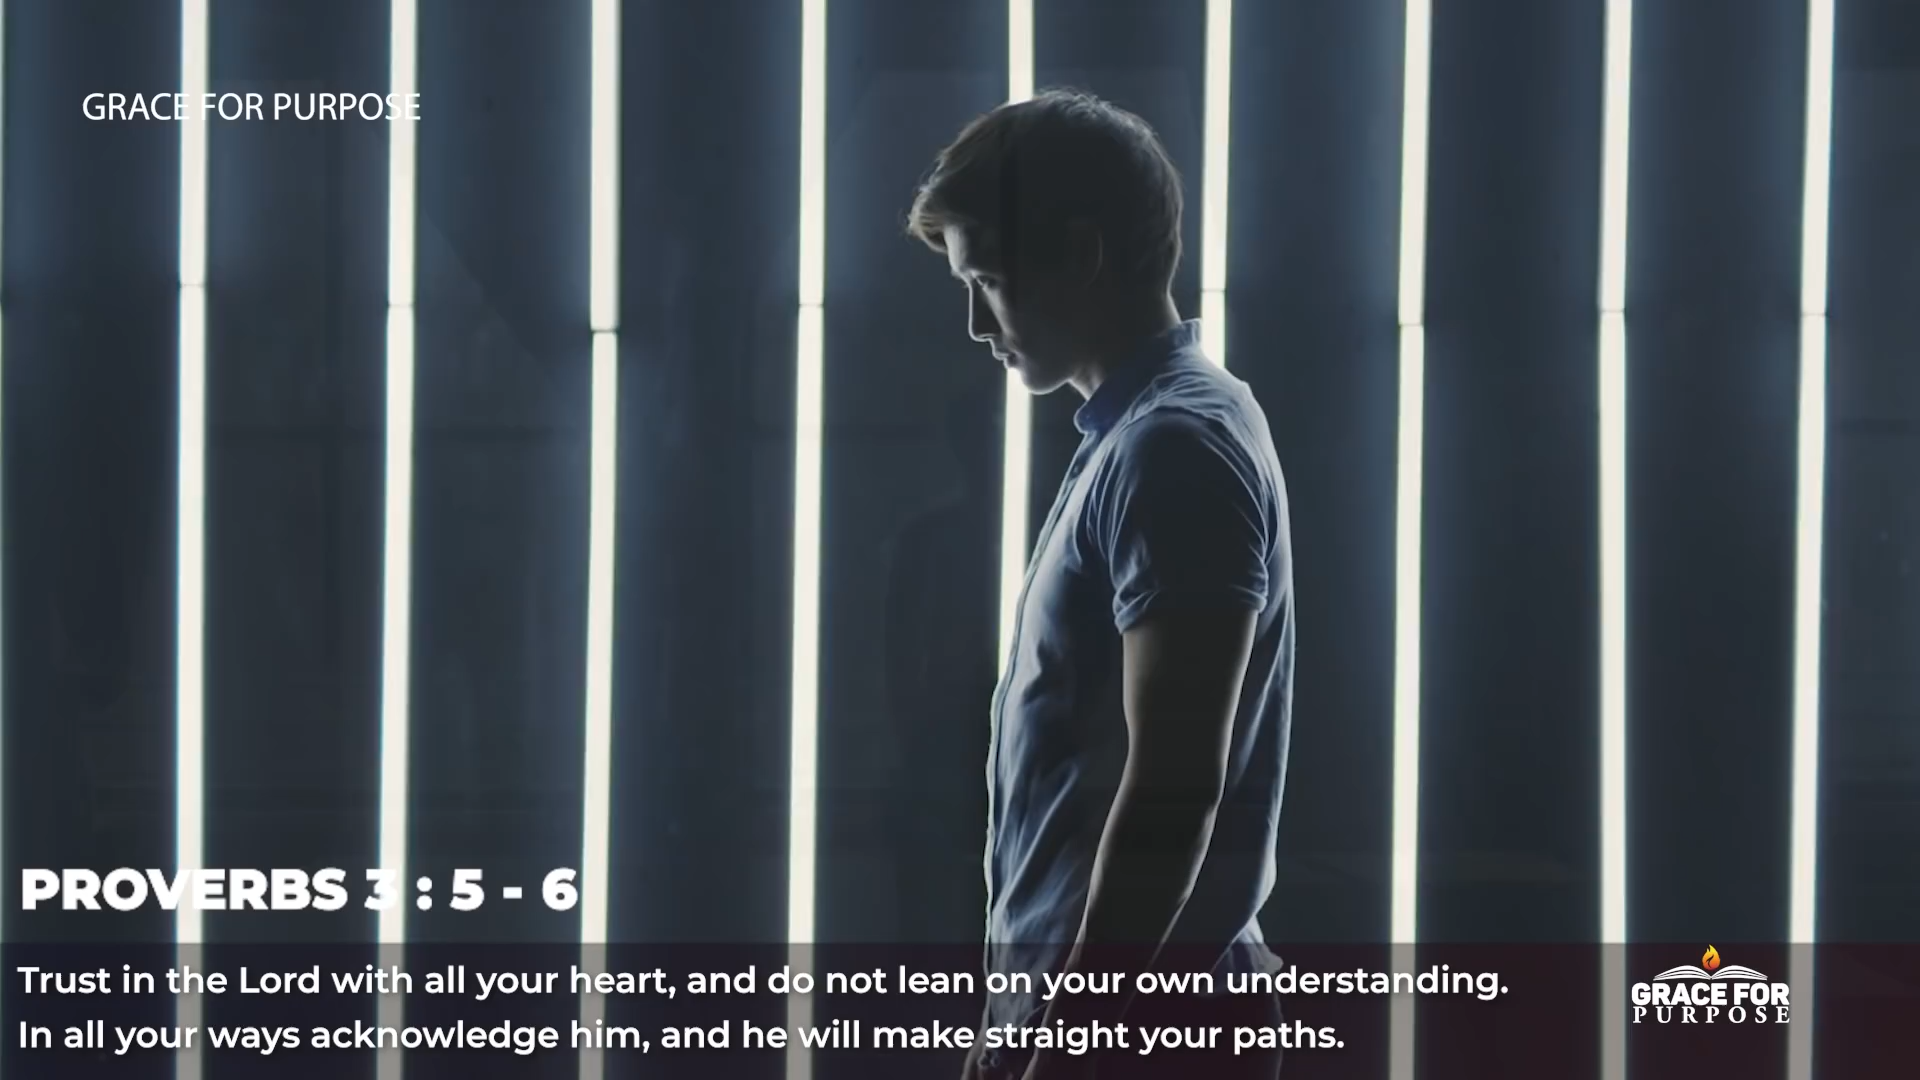 GRACE FOR PURPOSE
PROVERBS 3 : 5 - 6
Trust in the Lord with all your heart, and do not lean on your own understanding.
In all your ways acknowledge him, and he will make straight your paths.
GRACE FOR
PURPOSE